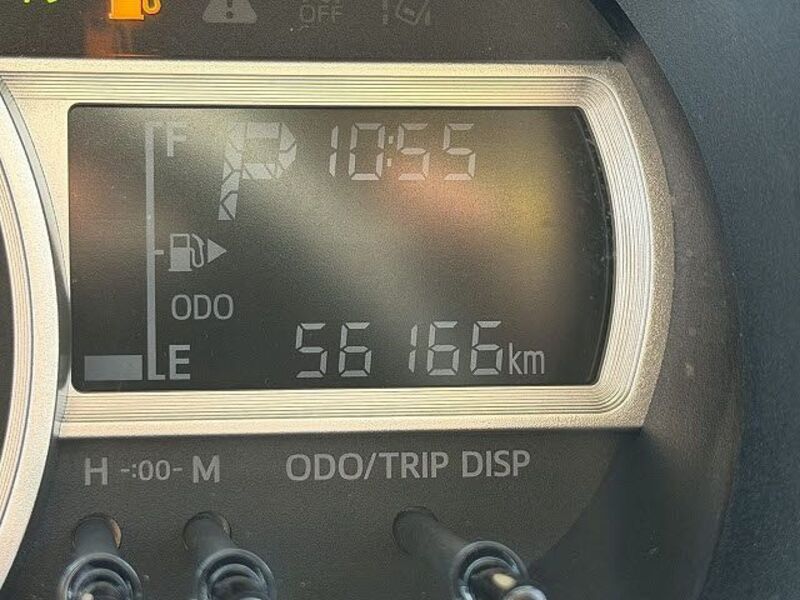 OFF
F P 10:55
ODO
E 56166km
H -:00- M ODO/TRIP DISP